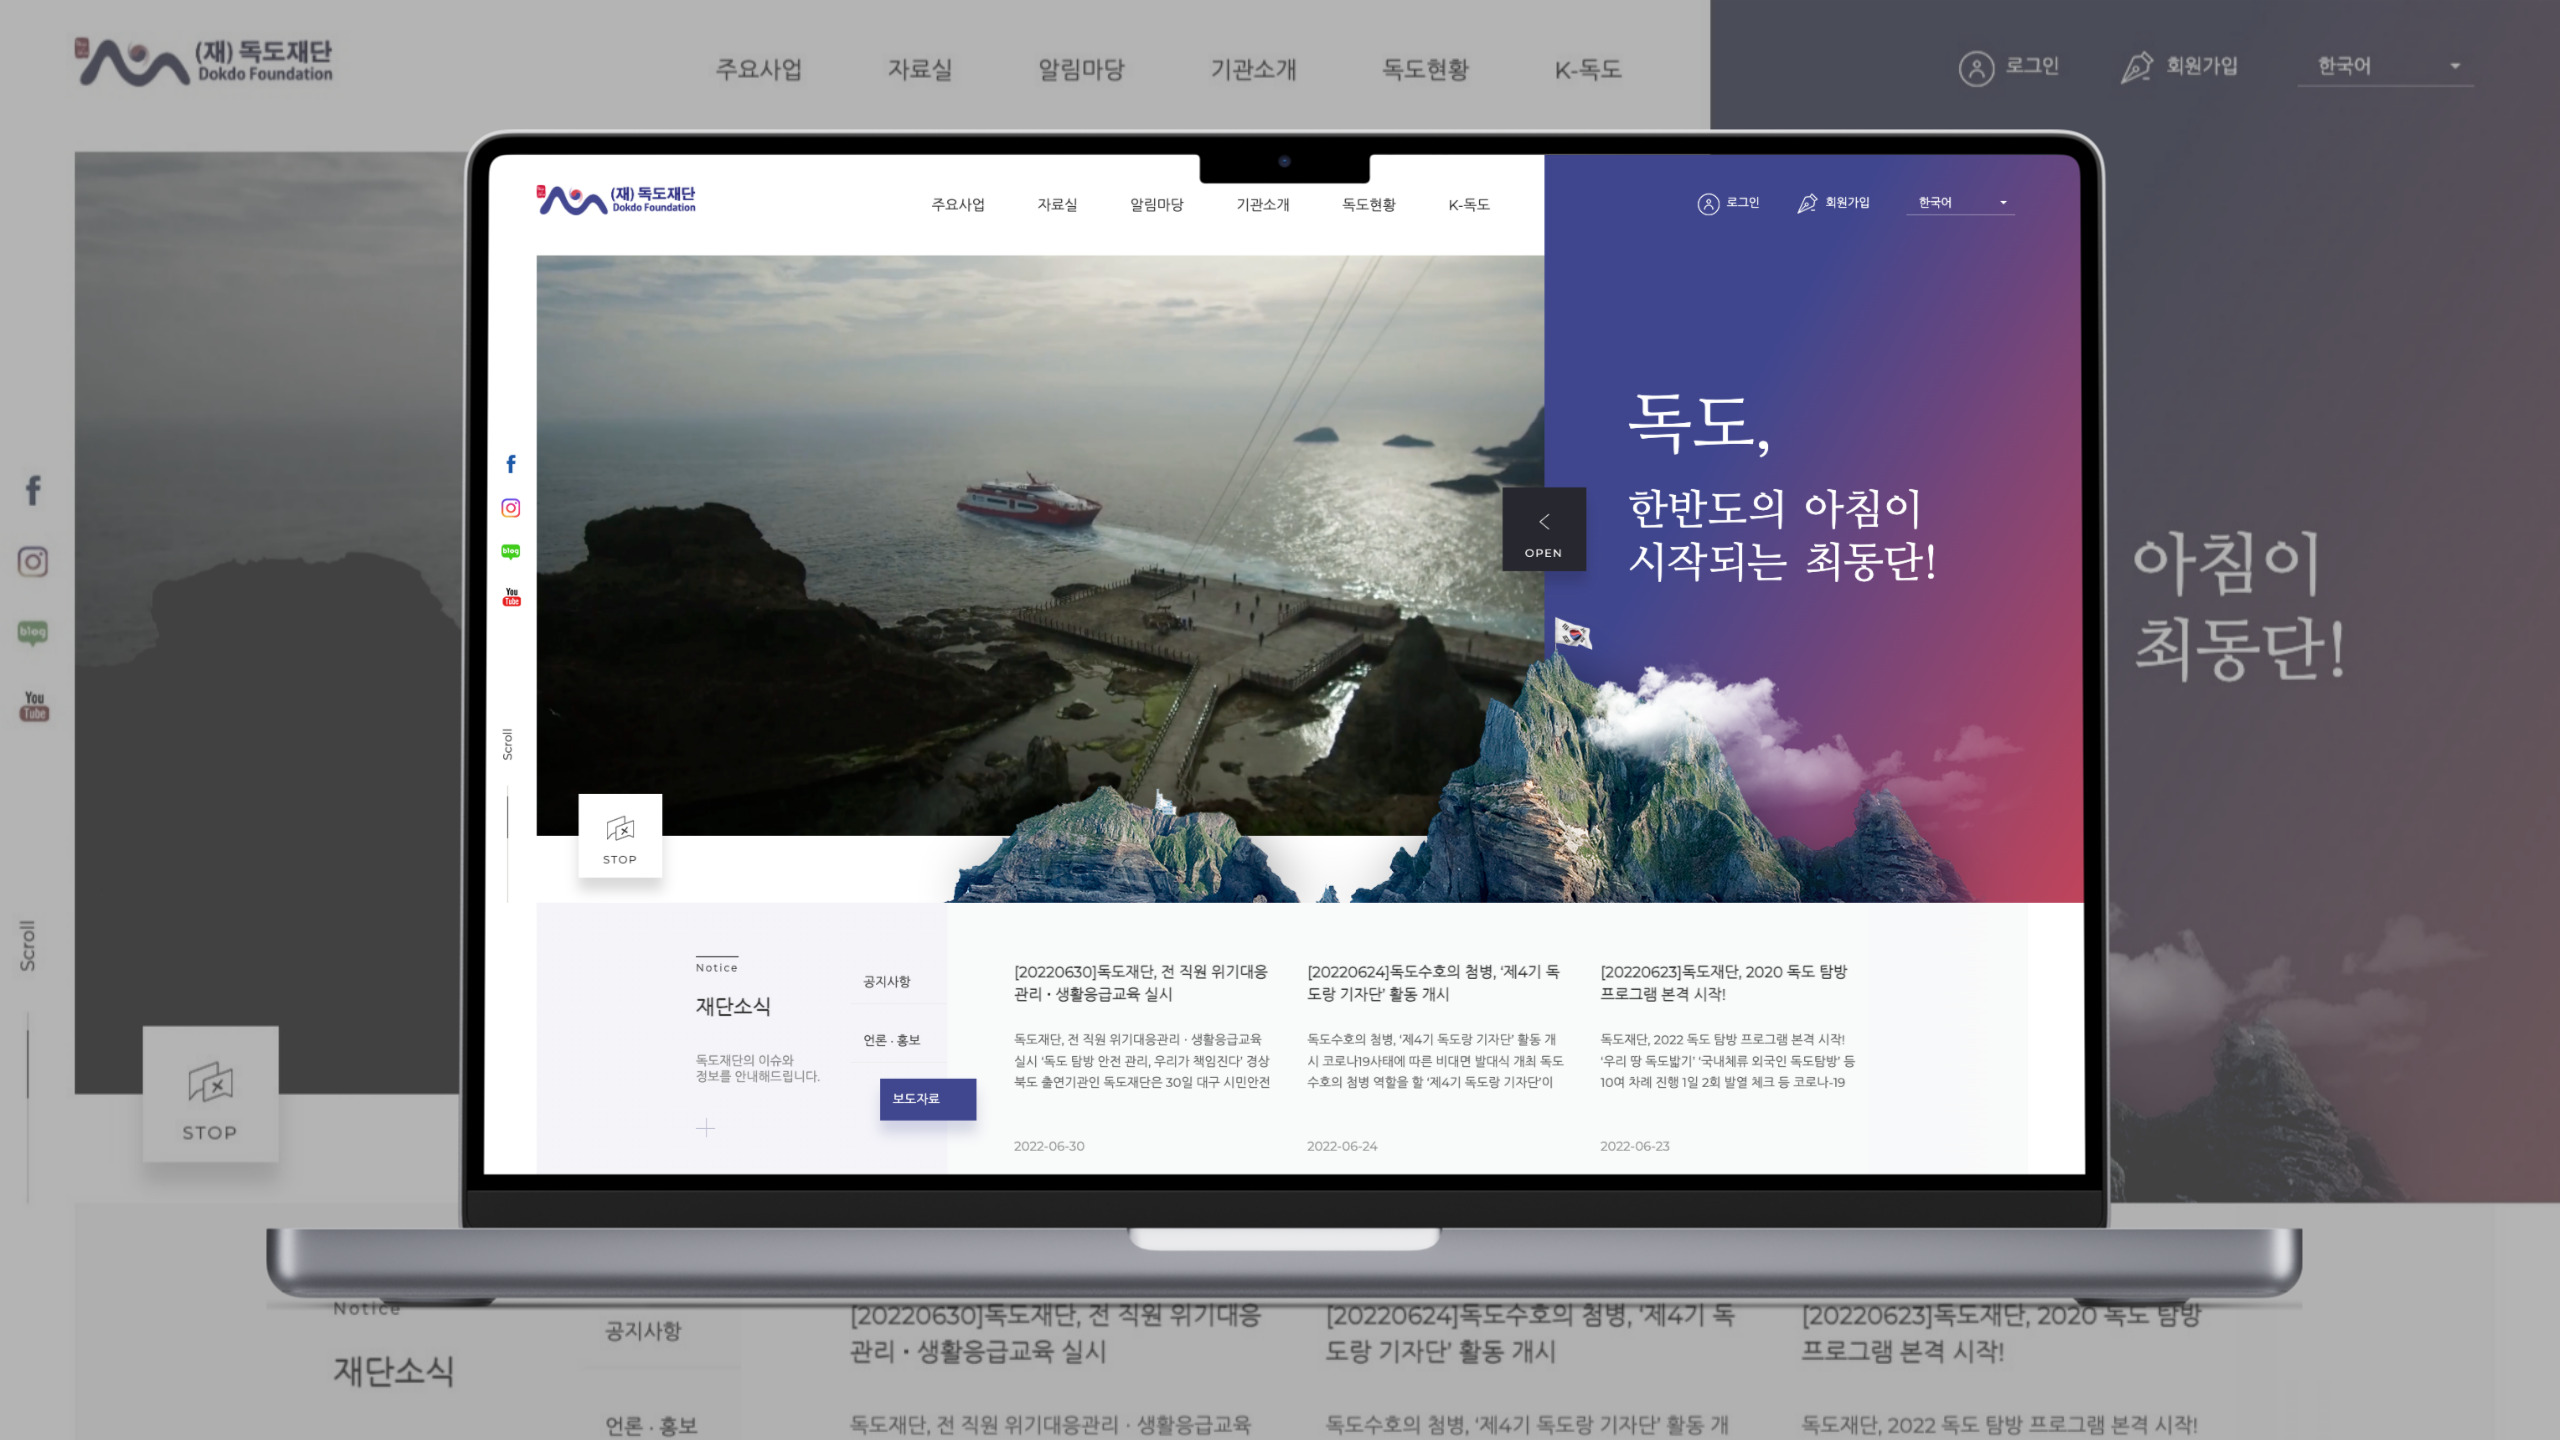 (재) 독도재단
Dokdo Foundation
주요사업
자료실
알림마당
기관소개
독도현황
K-독도
로그인
회원가입
한국어
(재) 독도재단
Dokdo Foundation
주요사업
자료실
알림마당
기관소개
독도현황
K-독도
로그인
회원가입
한국어
독도,
한반도의 아침이
시작되는 최동단!
OPEN
blog
You
Tube
Scroll
STOP
Notice
재단소식
독도재단의 이슈와
정보를 안내해드립니다.
공지사항
언론 · 홍보
보도자료
[20220630]독도재단, 전 직원 위기대응
관리 · 생활응급교육 실시
독도재단, 전 직원 위기대응관리 · 생활응급교육
실시 ‘독도 탐방 안전 관리, 우리가 책임진다’ 경상
북도 출연기관인 독도재단은 30일 대구 시민안전
2022-06-30
[20220624]독도수호의 첨병, ‘제4기 독
도랑 기자단’ 활동 개시
독도수호의 첨병, ‘제4기 독도랑 기자단’ 활동 개
시 코로나19사태에 따른 비대면 발대식 개최 독도
수호의 첨병 역할을 할 ‘제4기 독도랑 기자단’이
2022-06-24
[20220623]독도재단, 2020 독도 탐방
프로그램 본격 시작!
독도재단, 2022 독도 탐방 프로그램 본격 시작!
‘우리 땅 독도밟기’ ‘국내체류 외국인 독도탐방’ 등
10여 차례 진행 1일 2회 발열 체크 등 코로나-19
2022-06-23
blog
You
Tube
Scroll
STOP
아침이
최동단!
Notice
재단소식
공지사항
언론 · 홍보
[20220630]독도재단, 전 직원 위기대응
관리 · 생활응급교육 실시
독도재단, 전 직원 위기대응관리 · 생활응급교육
[20220624]독도수호의 첨병, ‘제4기 독
도랑 기자단’ 활동 개시
독도수호의 첨병, ‘제4기 독도랑 기자단’ 활동 개
[20220623]독도재단, 2020 독도 탐방
프로그램 본격 시작!
독도재단, 2022 독도 탐방 프로그램 본격 시작!